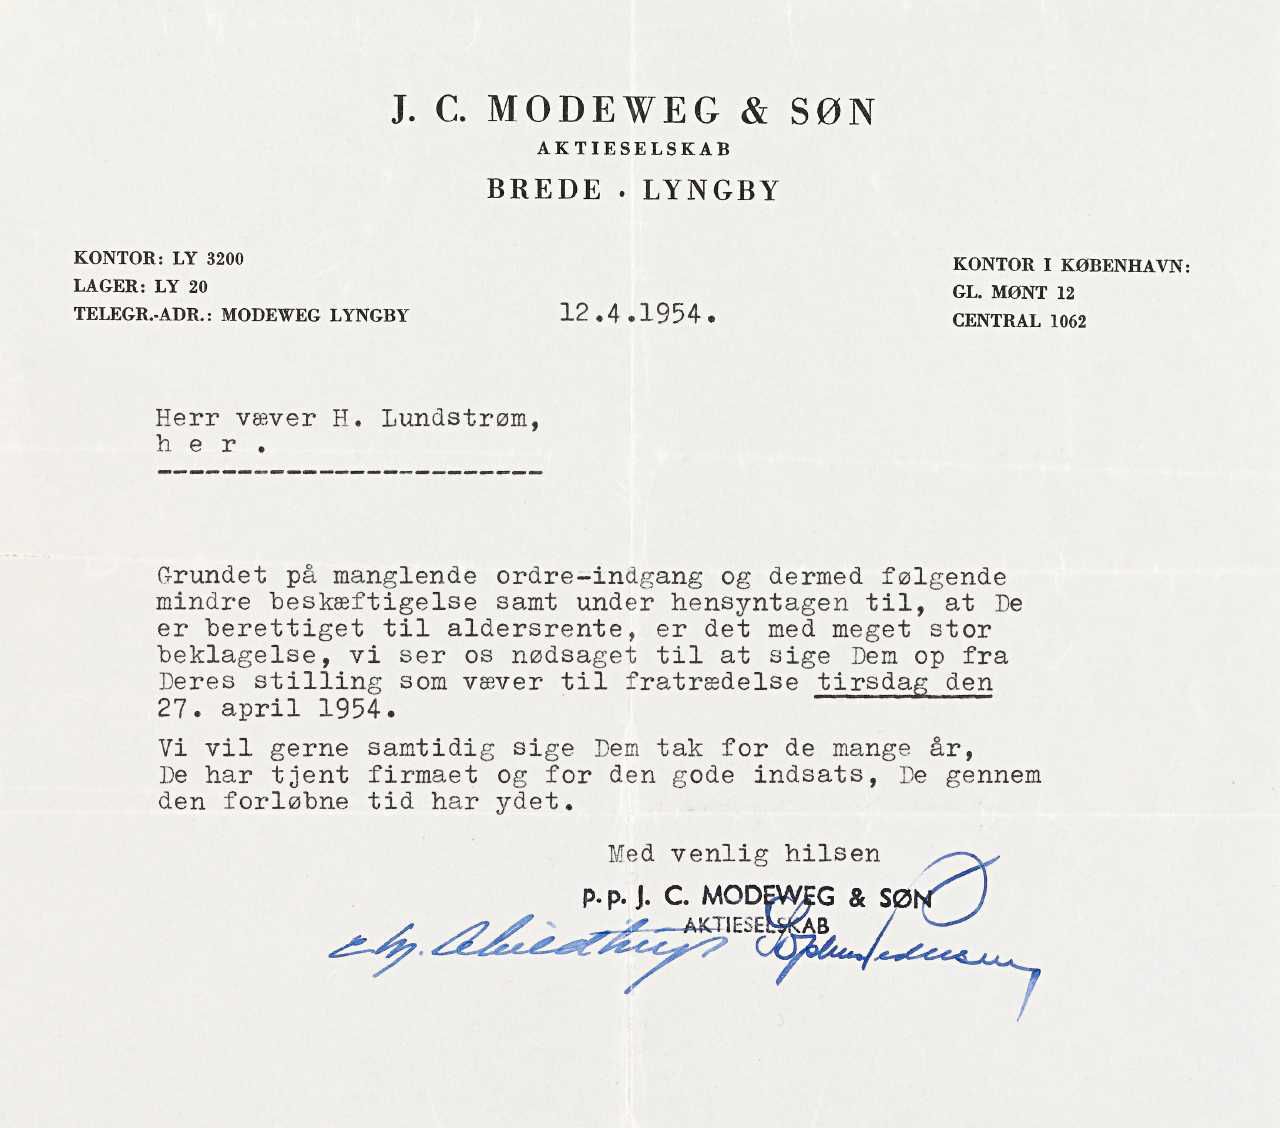 J. C. MODEWEG & SØN
AKTIESELSKAB
BREDE · LYNGBY
KONTOR: LY 3200
LAGER: LY 20
TELEGR.-ADR.: MODEWEG LYNGBY
12.4.1954.
KONTOR I KØBENHAVN:
GL. MØNT 12
CENTRAL 1062
Herr væver H. Lundstrøm,
h e r .
------------------------
Grundet på manglende ordre-indgang og dermed følgende
mindre beskæftigelse samt under hensyntagen til, at De
er berettiget til aldersrente, er det med meget stor
beklagelse, vi ser os nødsaget til at sige Dem op fra
Deres stilling som væver til fratrædelse tirsdag den
27. april 1954.
Vi vil gerne samtidig sige Dem tak for de mange år,
De har tjent firmaet og for den gode indsats, De gennem
den forløbne tid har ydet.
Med venlig hilsen
p.p. J. C. MODEWEG & SØN
AKTIESELSKAB